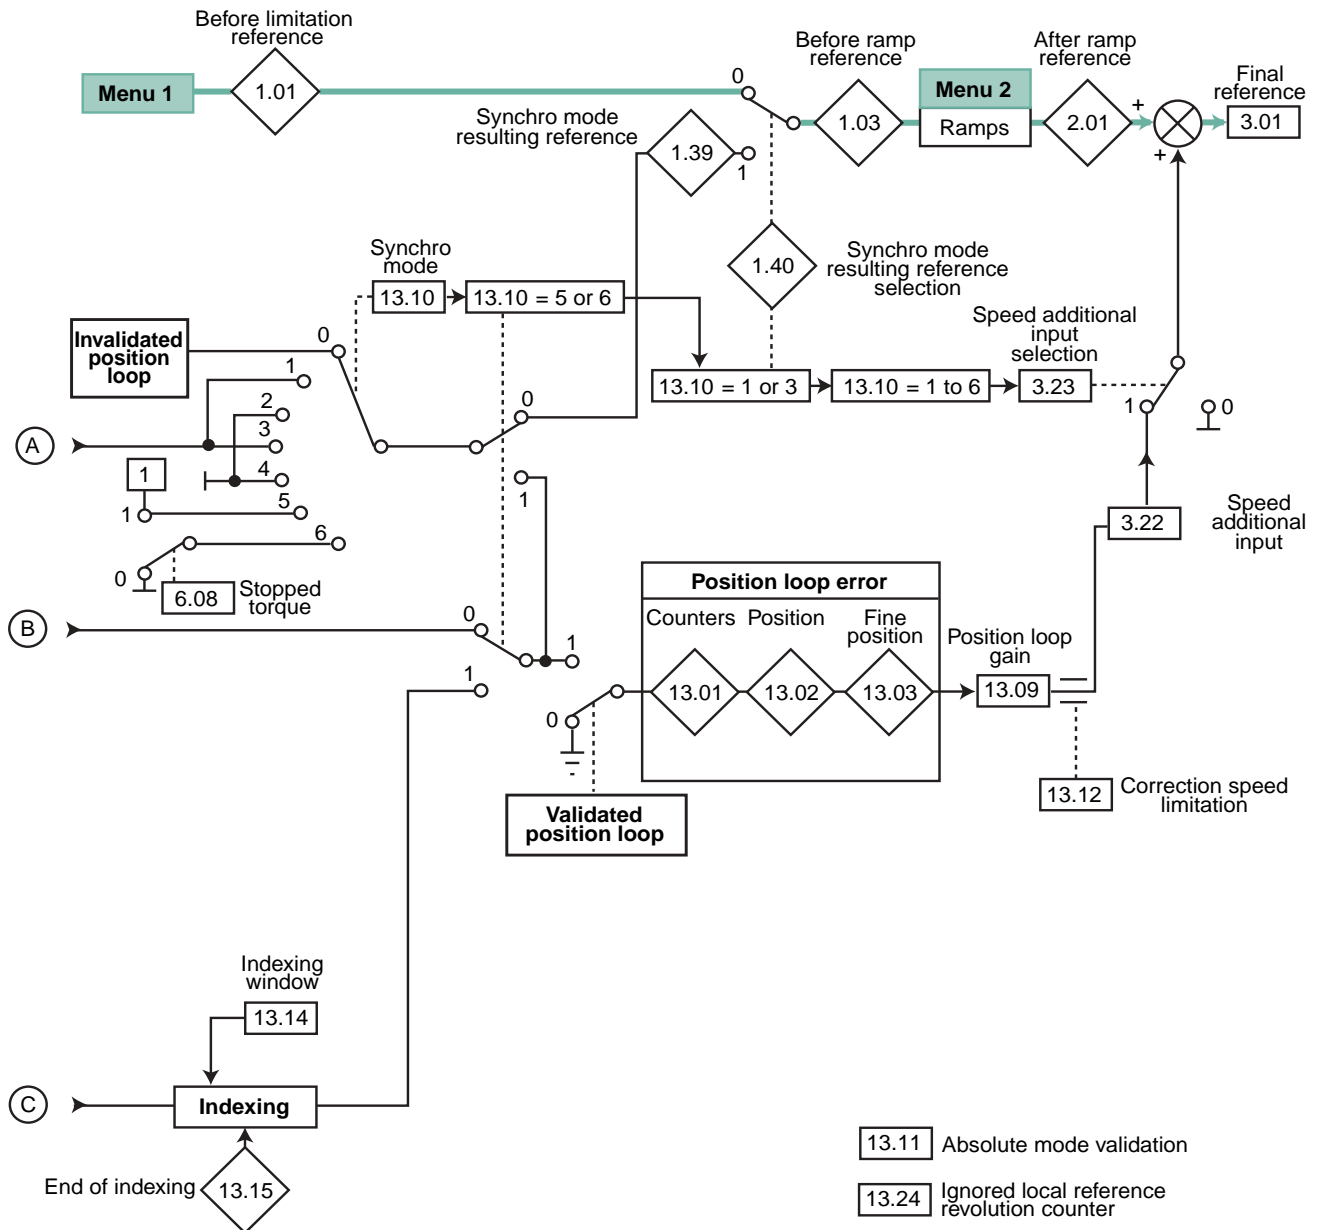 Before limitation
reference
Menu 1
1.01
0
Before ramp
reference
1.03
Menu 2
Ramps
After ramp
reference
2.01
+
+
Final
reference
3.01
Synchro mode
resulting reference
1.39
1
1.40
Synchro mode
resulting reference
selection
Synchro
mode
13.10
13.10 = 5 or 6
Invalidated
position
loop
0
1
2
3
4
5
6
A
1
1
0
6.08
Stopped
torque
0
1
13.10 = 1 or 3
13.10 = 1 to 6
Speed additional
input
selection
3.23
1
0
3.22
Speed
additional
input
B
0
1
1
0
Position loop error
Counters
Position
Fine
position
13.01
13.02
13.03
Position loop
gain
13.09
13.12
Correction speed
limitation
Validated
position loop
Indexing
window
13.14
C
Indexing
End of indexing
13.15
13.11
Absolute mode validation
13.24
Ignored local reference
revolution counter